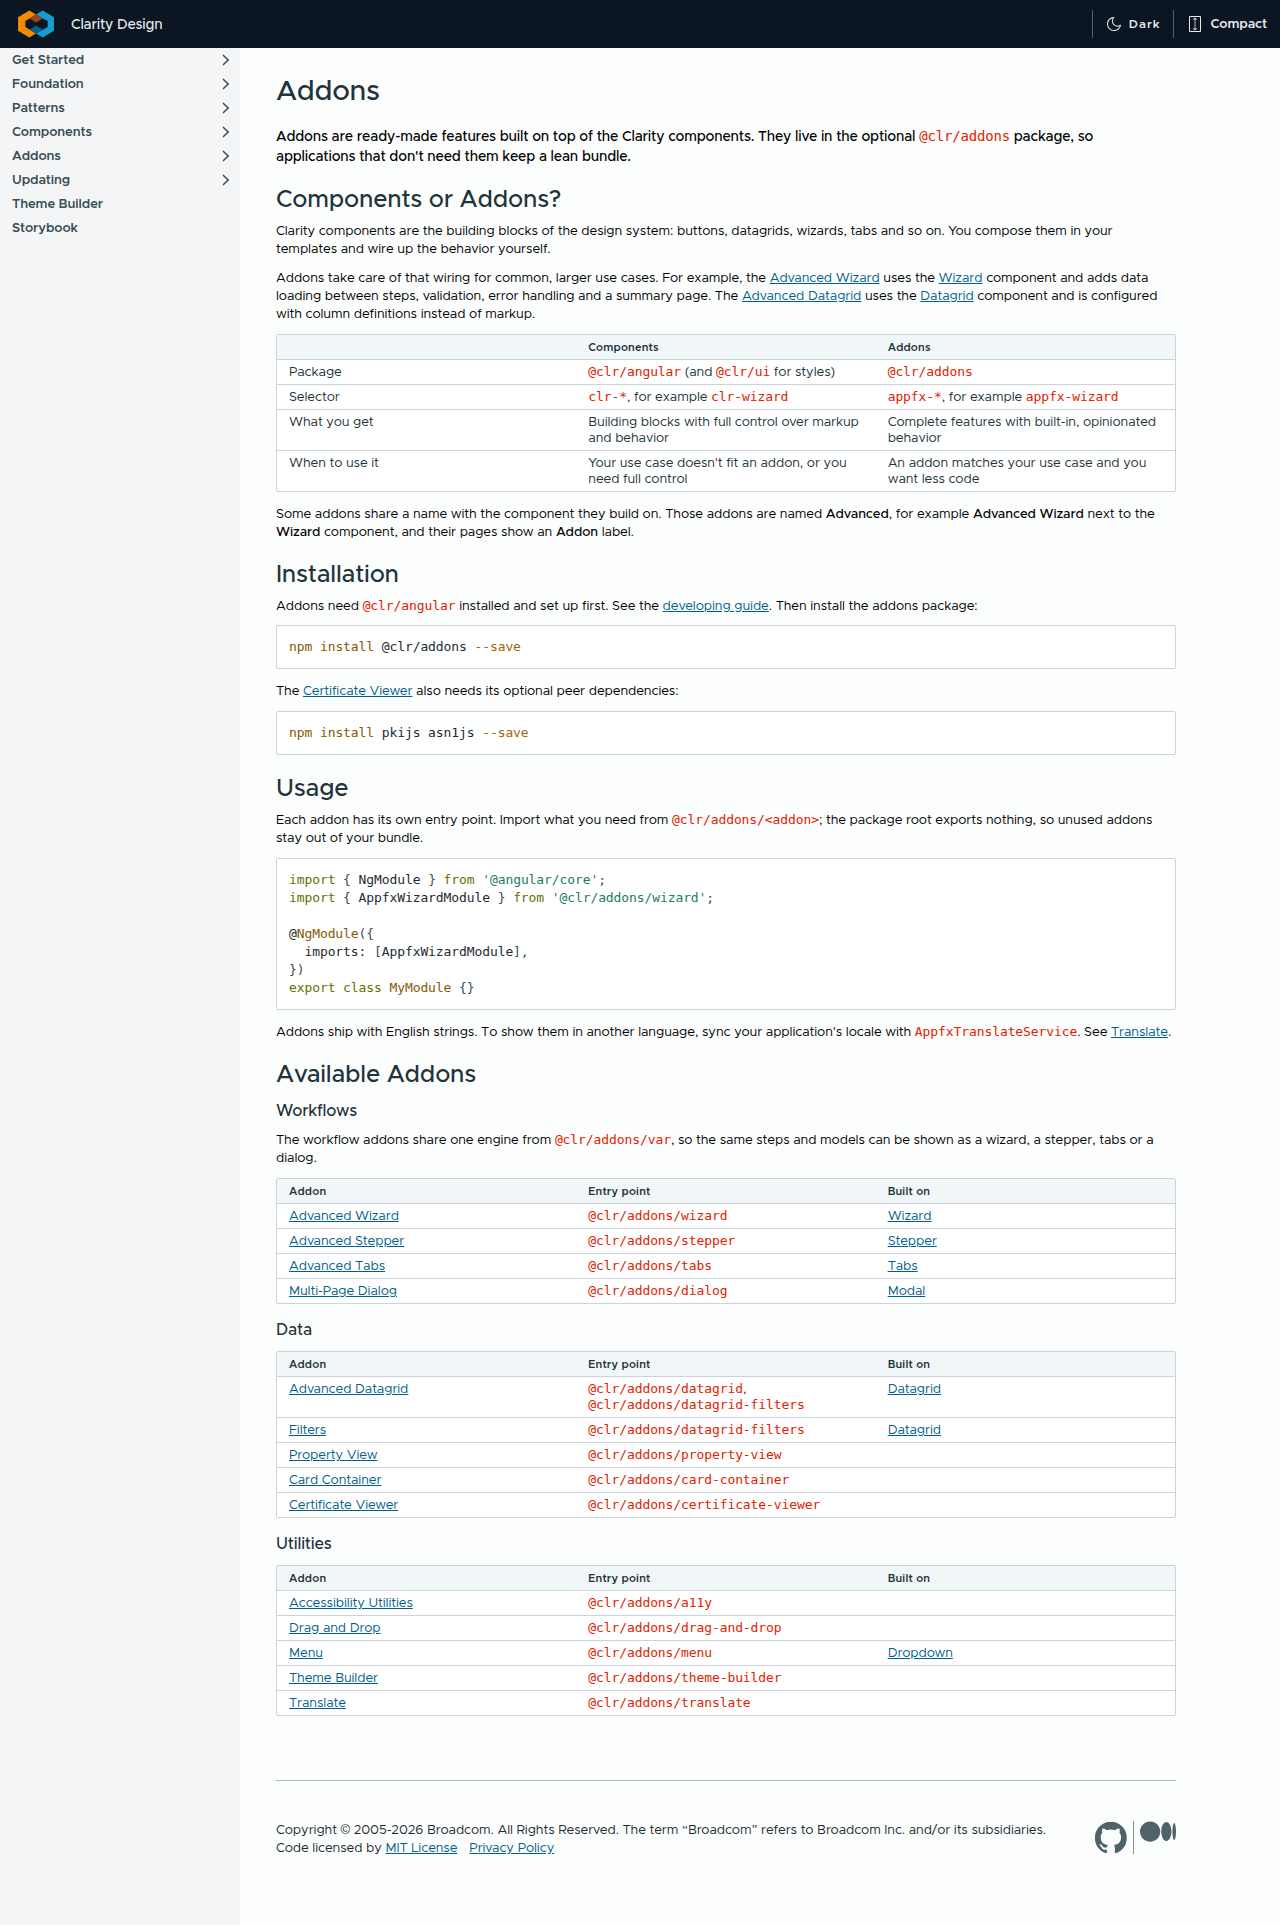 Clarity Design
Dark
Compact
Get Started
Foundation
Patterns
Components
Addons
Updating
Theme Builder
Storybook
Addons
Addons are ready-made features built on top of the Clarity components. They live in the optional @clr/addons package, so
applications that don't need them keep a lean bundle.
Components or Addons?
Clarity components are the building blocks of the design system: buttons, datagrids, wizards, tabs and so on. You compose them in your
templates and wire up the behavior yourself.
Addons take care of that wiring for common, larger use cases. For example, the Advanced Wizard uses the Wizard component and adds data
loading between steps, validation, error handling and a summary page. The Advanced Datagrid uses the Datagrid component and is configured
with column definitions instead of markup.
Components Addons
Package @clr/angular (and @clr/ui for styles) @clr/addons
Selector clr-*, for example clr-wizard appfx-*, for example appfx-wizard
What you get Building blocks with full control over markup Complete features with built-in, opinionated
and behavior behavior
When to use it Your use case doesn't fit an addon, or you An addon matches your use case and you
need full control want less code
Some addons share a name with the component they build on. Those addons are named Advanced, for example Advanced Wizard next to the
Wizard component, and their pages show an Addon label.
Installation
Addons need @clr/angular installed and set up first. See the developing guide. Then install the addons package:
npm install @clr/addons --save
The Certificate Viewer also needs its optional peer dependencies:
npm install pkijs asn1js --save
Usage
Each addon has its own entry point. Import what you need from @clr/addons/<addon>; the package root exports nothing, so unused addons
stay out of your bundle.
import { NgModule } from '@angular/core';
import { AppfxWizardModule } from '@clr/addons/wizard';
@NgModule({
imports: [AppfxWizardModule],
})
export class MyModule {}
Addons ship with English strings. To show them in another language, sync your application's locale with AppfxTranslateService. See Translate.
Available Addons
Workflows
The workflow addons share one engine from @clr/addons/var, so the same steps and models can be shown as a wizard, a stepper, tabs or a
dialog.
Addon Entry point Built on
Advanced Wizard @clr/addons/wizard Wizard
Advanced Stepper @clr/addons/stepper Stepper
Advanced Tabs @clr/addons/tabs Tabs
Multi-Page Dialog @clr/addons/dialog Modal
Data
Addon Entry point Built on
Advanced Datagrid @clr/addons/datagrid, Datagrid
@clr/addons/datagrid-filters
Filters @clr/addons/datagrid-filters Datagrid
Property View @clr/addons/property-view
Card Container @clr/addons/card-container
Certificate Viewer @clr/addons/certificate-viewer
Utilities
Addon Entry point Built on
Accessibility Utilities @clr/addons/a11y
Drag and Drop @clr/addons/drag-and-drop
Menu @clr/addons/menu Dropdown
Theme Builder @clr/addons/theme-builder
Translate @clr/addons/translate
Copyright © 2005-2026 Broadcom. All Rights Reserved. The term “Broadcom” refers to Broadcom Inc. and/or its subsidiaries.
Code licensed by MIT License Privacy Policy